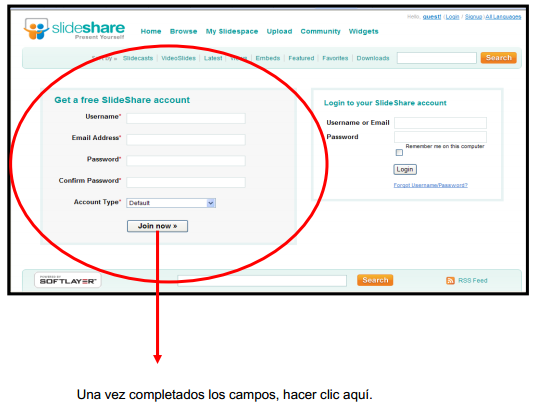 Hello, guest! | Login | Signup | All Languages
slideshare
Present Yourself
Home Browse My Slidespace Upload Community Widgets
by Slidecasts | VideoSlides | Latest | | Embeds | Featured | Favorites | Downloads Search
Get a free SlideShare account
Username*
Email Address*
Password*
Confirm Password*
Account Type* Default
Join now »
Login to your SlideShare account
Username or Email
Password
Remember me on this computer
Login
Forgot Username/Password?
POWERED BY
SOFTLAYER
Search
RSS Feed
Una vez completados los campos, hacer clic aquí.